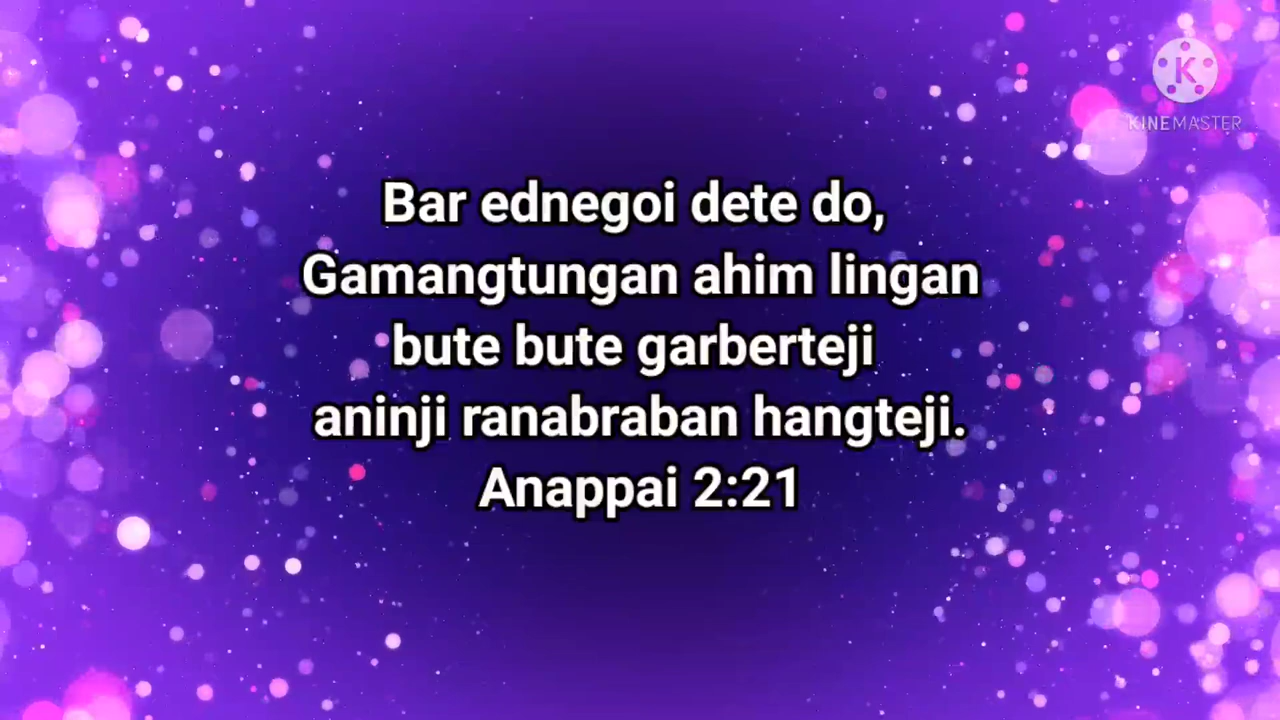 KINEMASTER
Bar ednegoi dete do,
Gamangtungan ahim lingan
bute bute garberteji
aninji ranabraban hangteji.
Anappai 2:21